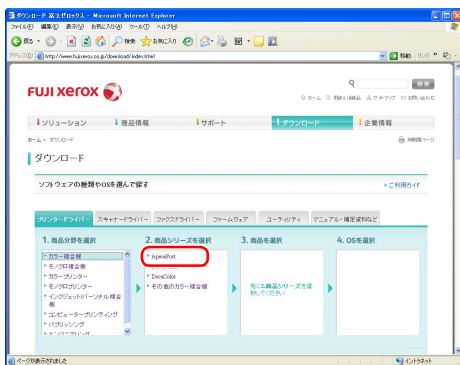 ダウンロード 富士ゼロックス - Microsoft Internet Explorer
ファイル(F) 編集(E) 表示(V) お気に入り(A) ツール(T) ヘルプ(H)
戻る 検索 お気に入り
アドレス(D) http://www.fujixerox.co.jp/download/index.html 移動 リンク
FUJI XEROX
検索
ホーム
ソリューション 商品情報 サポート ダウンロード 企業情報
ホーム > ダウンロード
ダウンロード
ソフトウエアの種類やOSを選んで探す
ご利用ガイド
プリンタードライバー スキャナードライバー ファクスドライバー ファームウェア ユーティリティ マニュアル・補足資料など
1. 商品分野を選択
カラー複合機
モノクロ複合機
カラープリンター
モノクロプリンター
インクジェットパーソナル複合機
コンピュータープリンティング
パブリッシング
2. 商品シリーズを選択
ApeosPort
DocuColor
その他のカラー複合機
3. 商品を選択
先に2.商品シリーズを選択してください
4. OSを選択
ページが表示されました
イントラネット